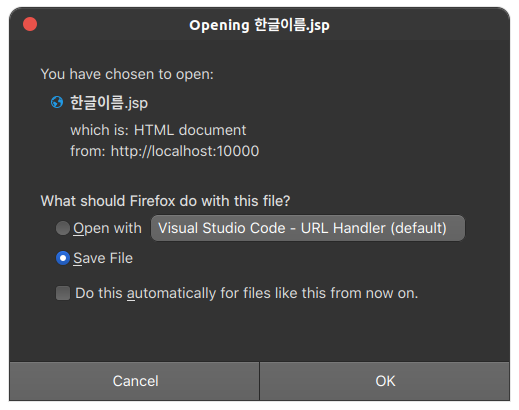 Opening 한글이름.jsp
You have chosen to open:
한글이름.jsp
which is: HTML document
from: http://localhost:10000
What should Firefox do with this file?
Open with Visual Studio Code - URL Handler (default)
Save File
Do this automatically for files like this from now on.
Cancel OK